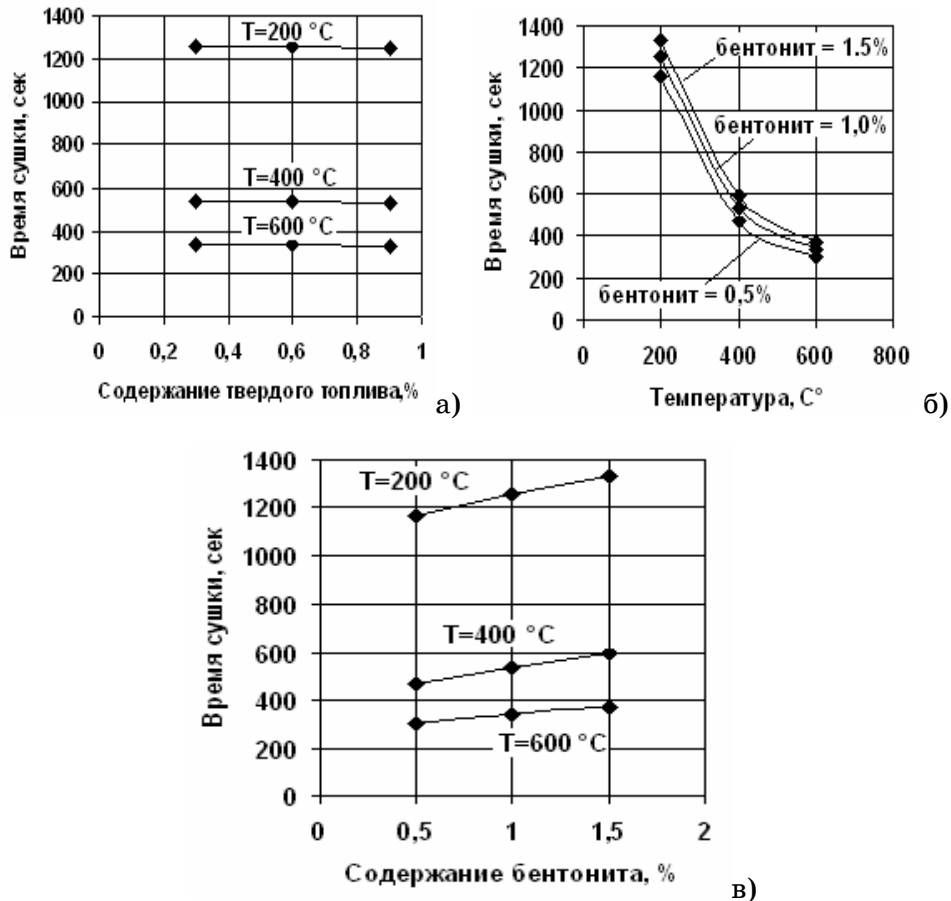 1400
1200
1000
800
600
400
200
0
Время сушки, сек
T=200 °C
T=400 °C
T=600 °C
0 0,2 0,4 0,6 0,8 1
Содержание твердого топлива,%
а)
1400
1200
1000
800
600
400
200
0
Время сушки, сек
бентонит = 1.5%
бентонит = 1,0%
бентонит = 0,5%
0 200 400 600 800
Температура, С°
б)
1400
1200
1000
800
600
400
200
0
Время сушки, сек
T=200 °C
T=400 °C
T=600 °C
0 0,5 1 1,5 2
Содержание бентонита, %
в)